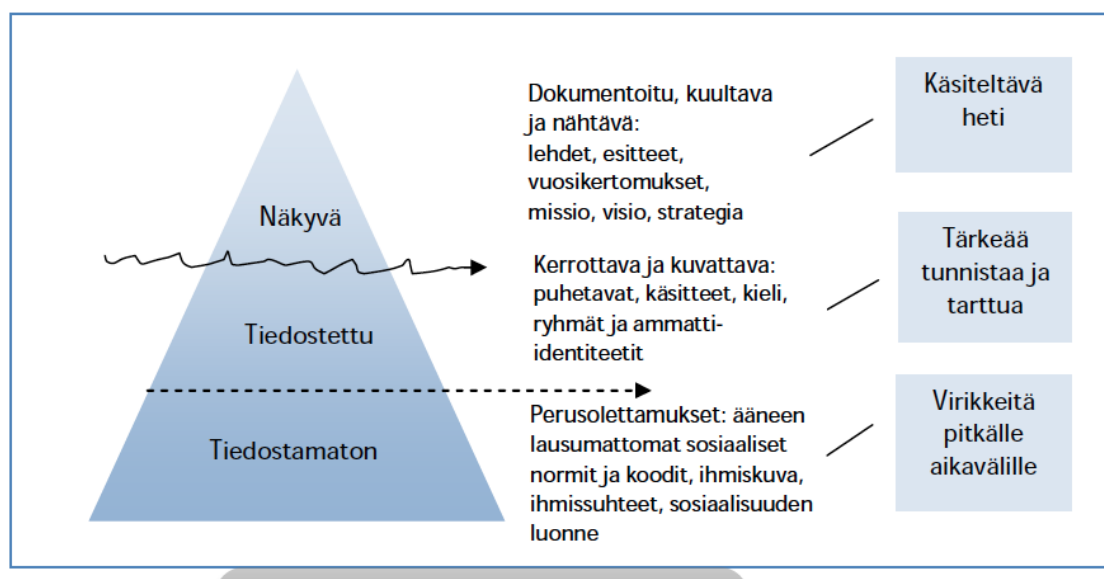 Näkyvä
Tiedostettu
Tiedostamaton
Dokumentoitu, kuultava
ja nähtävä:
lehdet, esitteet,
vuosikertomukset,
missio, visio, strategia
Käsiteltävä
heti
Kerrottava ja kuvattava:
puhetavat, käsitteet, kieli,
ryhmät ja ammatti-
identiteetit
Tärkeää
tunnistaa ja
tarttua
Perusolettamukset: ääneen
lausumattomat sosiaaliset
normit ja koodit, ihmiskuva,
ihmissuhteet, sosiaalisuuden
luonne
Virikkeitä
pitkälle
aikavälille